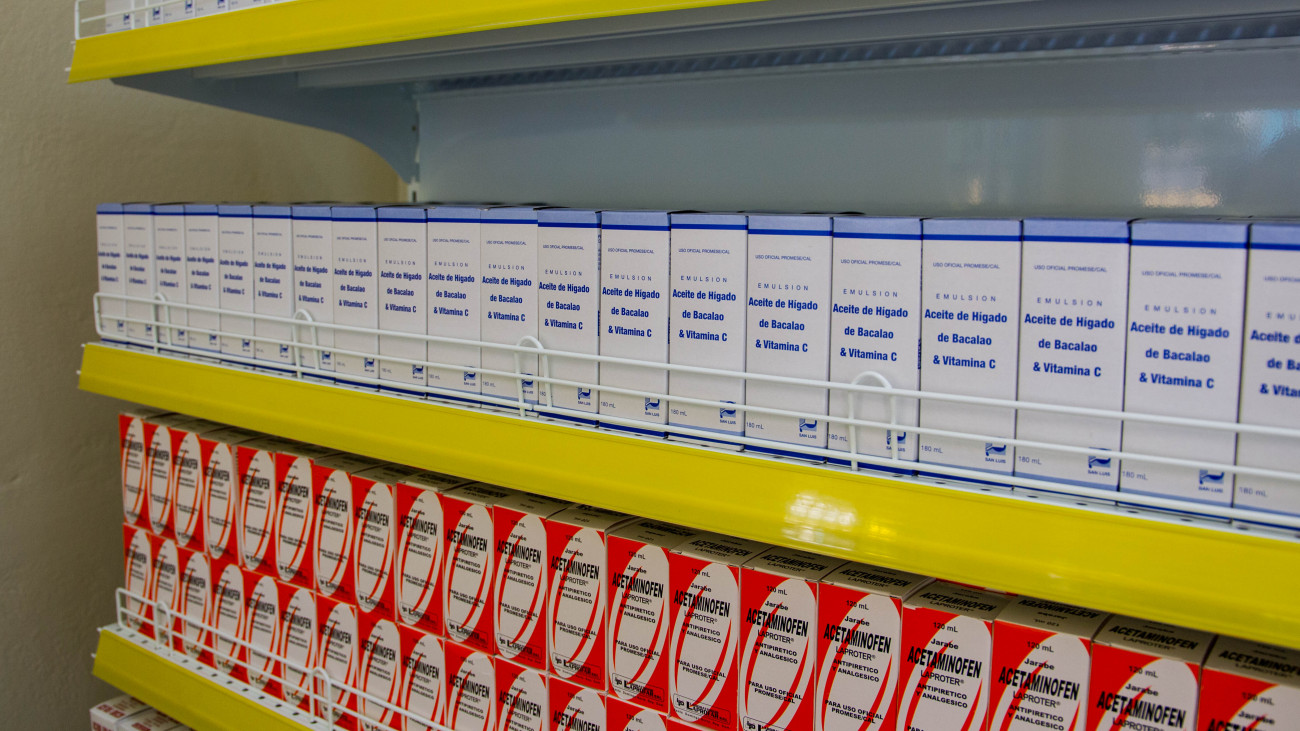 USO OFICIAL PROMESE/CAL
EMULSION
Aceite de Hígado
de Bacalao
& Vitamina C
180 mL
SAN LUIS
120 mL
Jarabe
ACETAMINOFEN
LAPROTER®
ANTIPIRETICO
ANALGESICO
PARA USO OFICIAL
PROMESE/CAL